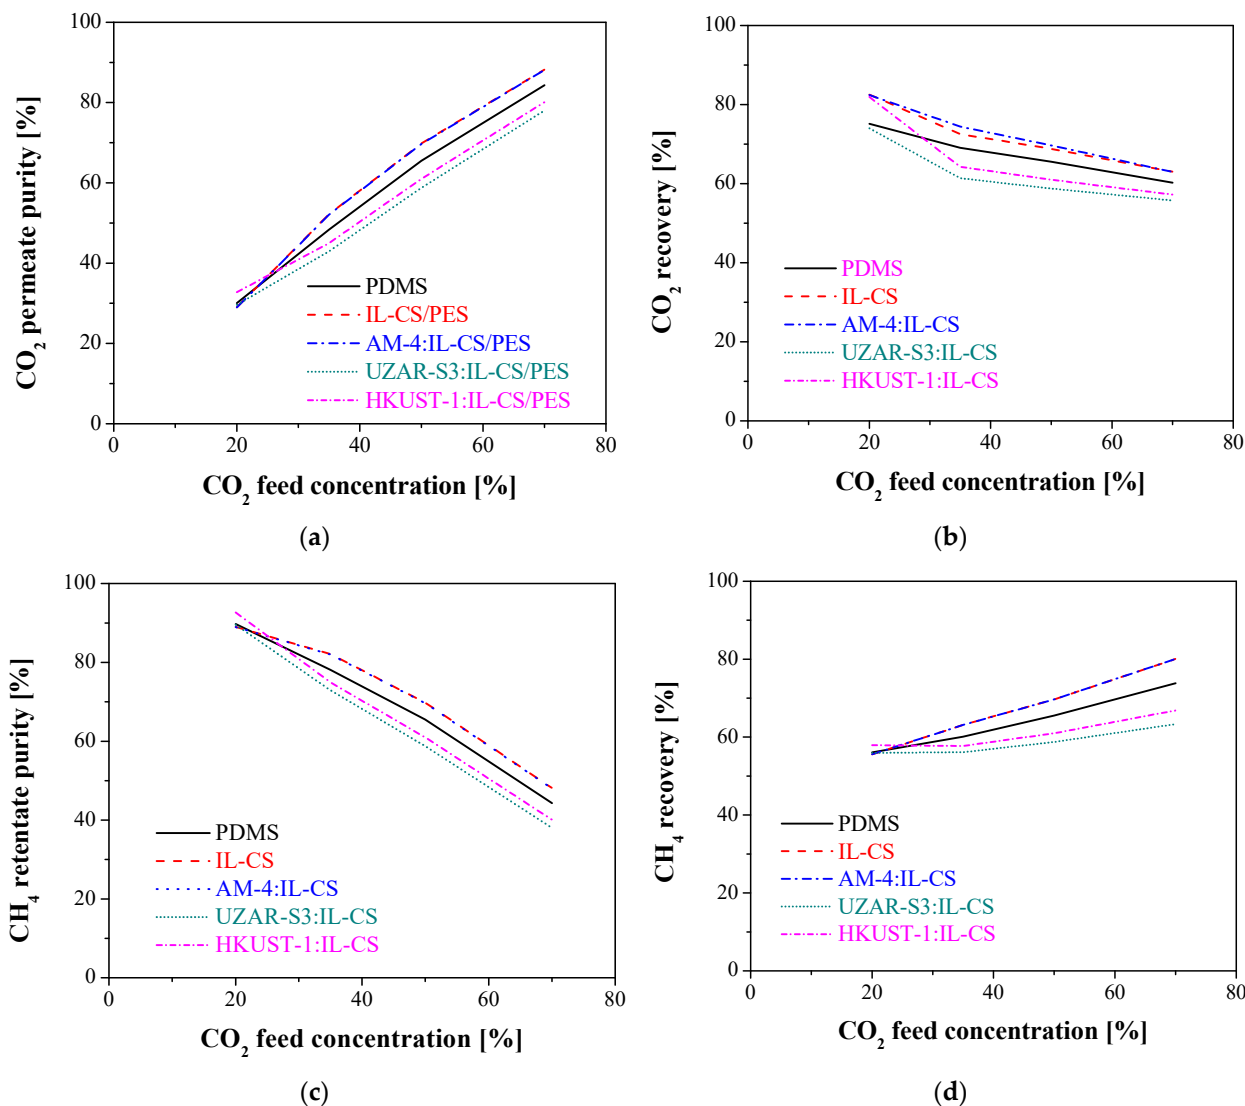 CO2 permeate purity [%]
100
80
60
40
20
0
PDMS
IL-CS/PES
AM-4:IL-CS/PES
UZAR-S3:IL-CS/PES
HKUST-1:IL-CS/PES
0 20 40 60 80
CO2 feed concentration [%]
(a)
CO2 recovery [%]
100
80
60
40
20
0
PDMS
IL-CS
AM-4:IL-CS
UZAR-S3:IL-CS
HKUST-1:IL-CS
0 20 40 60 80
CO2 feed concentration [%]
(b)
CH4 retentate purity [%]
100
80
60
40
20
0
PDMS
IL-CS
AM-4:IL-CS
UZAR-S3:IL-CS
HKUST-1:IL-CS
0 20 40 60 80
CO2 feed concentration [%]
(c)
CH4 recovery [%]
100
80
60
40
20
0
PDMS
IL-CS
AM-4:IL-CS
UZAR-S3:IL-CS
HKUST-1:IL-CS
0 20 40 60 80
CO2 feed concentration [%]
(d)